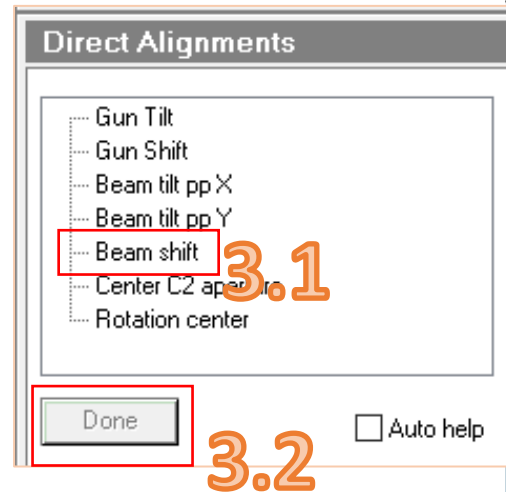 Direct Alignments
Gun Tilt
Gun Shift
Beam tilt pp X
Beam tilt pp Y
Beam shift
3.1
Center C2 aperture
Rotation center
Done
Auto help
3.2